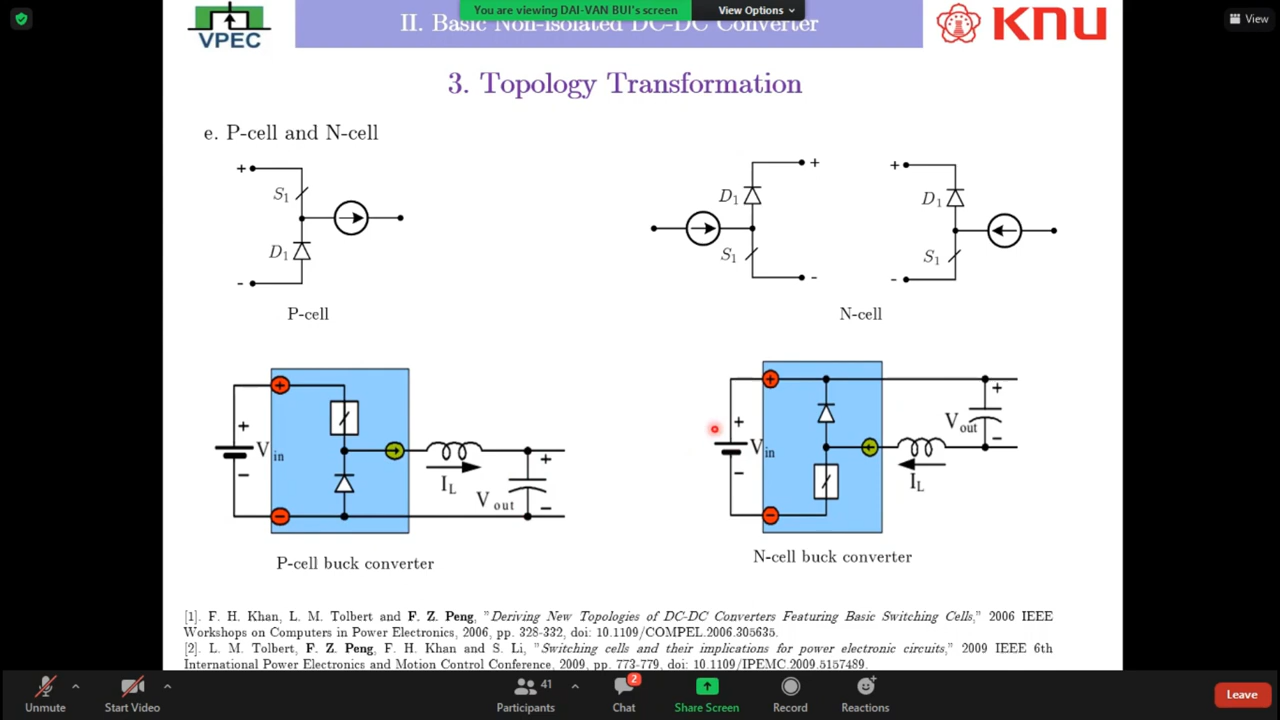 You are viewing DAI-VAN BUI's screen
View Options
View
VPEC
II. Basic Non-isolated DC-DC Converter
KNU
3. Topology Transformation
e. P-cell and N-cell
+
S1
D1
-
P-cell
+
D1
S1
-
+
D1
S1
-
N-cell
+
+
Vin
-
-
IL
Vout
+
-
P-cell buck converter
+
+
Vin
-
-
IL
Vout
+
-
N-cell buck converter
[1]. F. H. Khan, L. M. Tolbert and F. Z. Peng, "Deriving New Topologies of DC-DC Converters Featuring Basic Switching Cells," 2006 IEEE
Workshops on Computers in Power Electronics, 2006, pp. 328-332, doi: 10.1109/COMPEL.2006.305635.
[2]. L. M. Tolbert, F. Z. Peng, F. H. Khan and S. Li, "Switching cells and their implications for power electronic circuits," 2009 IEEE 6th
International Power Electronics and Motion Control Conference, 2009, pp. 773-779, doi: 10.1109/IPEMC.2009.5157489.
Unmute
Start Video
41
Participants
2
Chat
Share Screen
Record
Reactions
Leave